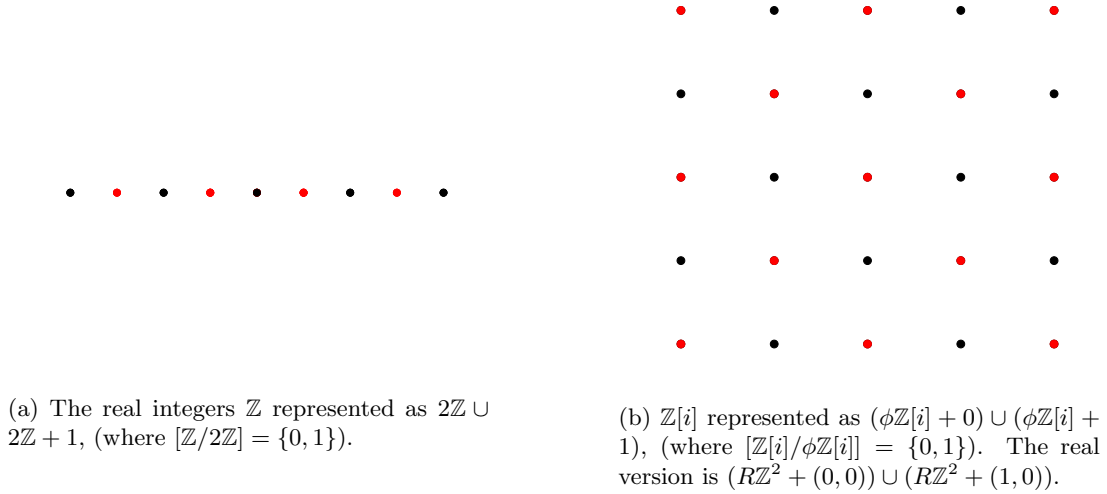 (a) The real integers ℤ represented as 2ℤ ∪
2ℤ + 1, (where [ℤ/2ℤ] = {0, 1}).
(b) ℤ[i] represented as (ϕℤ[i] + 0) ∪ (ϕℤ[i] +
1), (where [ℤ[i]/ϕℤ[i]] = {0, 1}). The real
version is (Rℤ² + (0, 0)) ∪ (Rℤ² + (1, 0)).